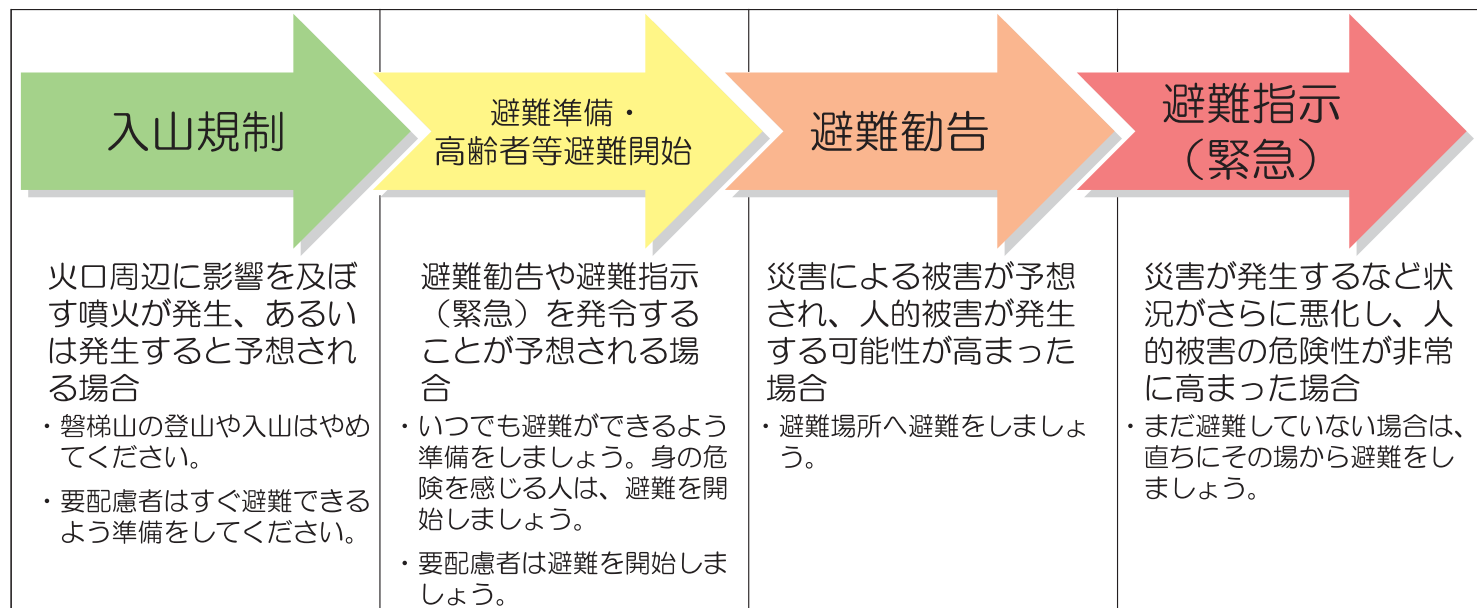 入山規制
火口周辺に影響を及ぼ
す噴火が発生、あるい
は発生すると予想され
る場合
・磐梯山の登山や入山はやめ
てください。
・要配慮者はすぐ避難できる
よう準備をしてください。
避難準備・
高齢者等避難開始
避難勧告や避難指示
（緊急）を発令する
ことが予想される場
合
・いつでも避難ができるよう
準備をしましょう。身の危
険を感じる人は、避難を開
始しましょう。
・要配慮者は避難を開始しま
しょう。
避難勧告
災害による被害が予想
され、人的被害が発生
する可能性が高まった
場合
・避難場所へ避難をしましょ
う。
避難指示
（緊急）
災害が発生するなど状
況がさらに悪化し、人
的被害の危険性が非常
に高まった場合
・まだ避難していない場合は、
直ちにその場から避難をし
ましょう。